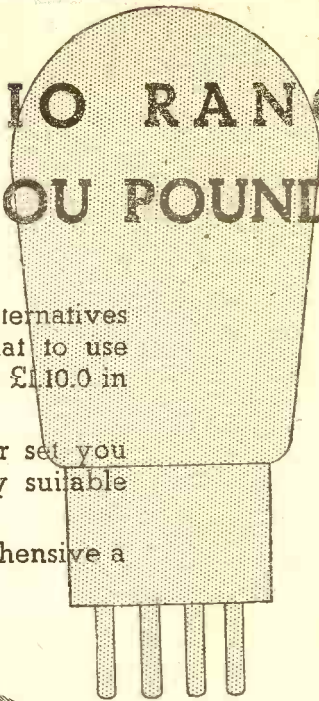 IO RAN
OU POUND
ternatives
at to use
£1.10.0 in
r set you
y suitable
hensive a